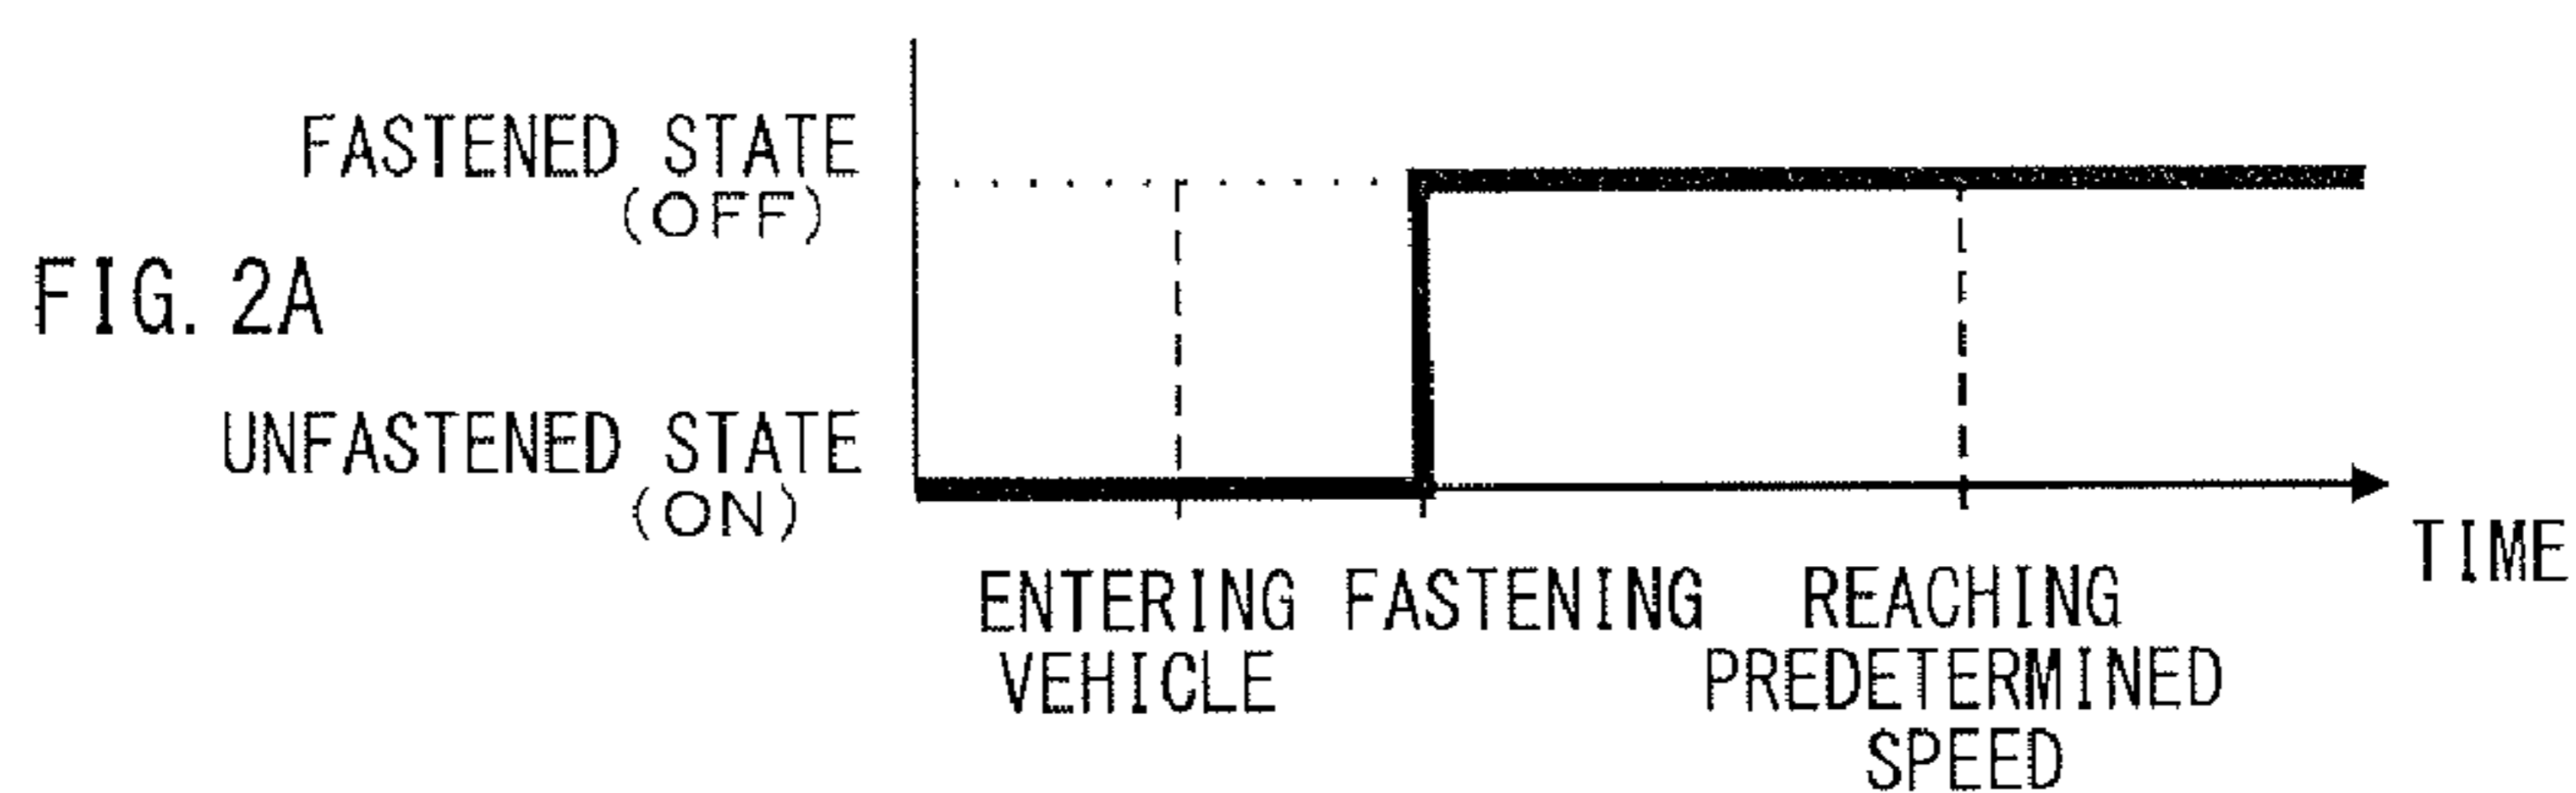 FASTENED STATE
(OFF)
FIG. 2A
UNFASTENED STATE
(ON)
TIME
ENTERING
VEHICLE
FASTENING
REACHING
PREDETERMINED
SPEED